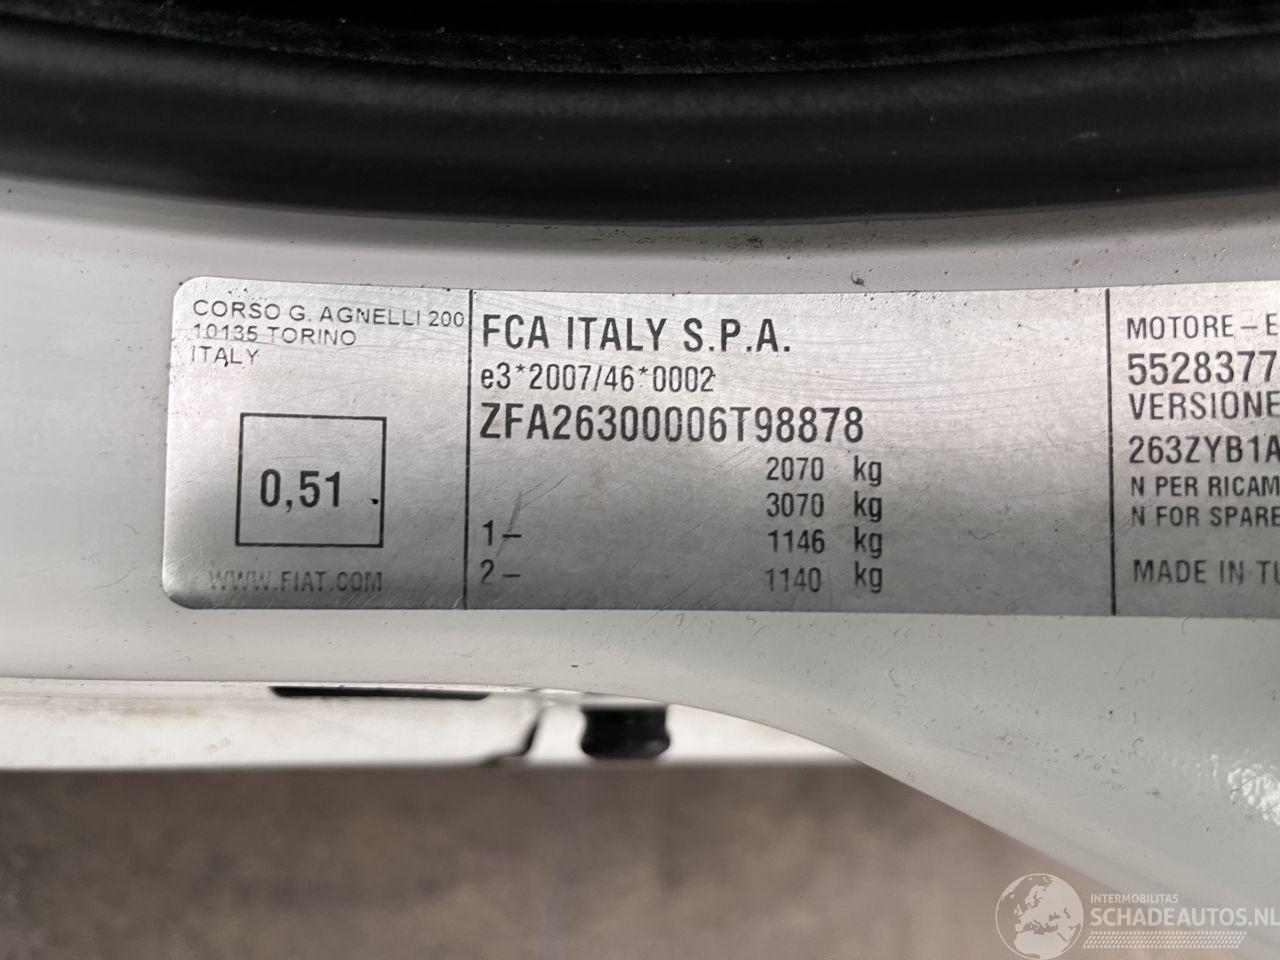 CORSO G. AGNELLI 200
10135 TORINO
ITALY
0,51
WWW.FIAT.COM
FCA ITALY S.P.A.
e3*2007/46*0002
ZFA26300006T98878
2070 kg
3070 kg
1– 1146 kg
2– 1140 kg
MOTORE – E
5528377
VERSIONE
263ZYB1A
N PER RICAM
N FOR SPARE
MADE IN TU
INTERMOBILITAS
SCHADEAUTOS.NL